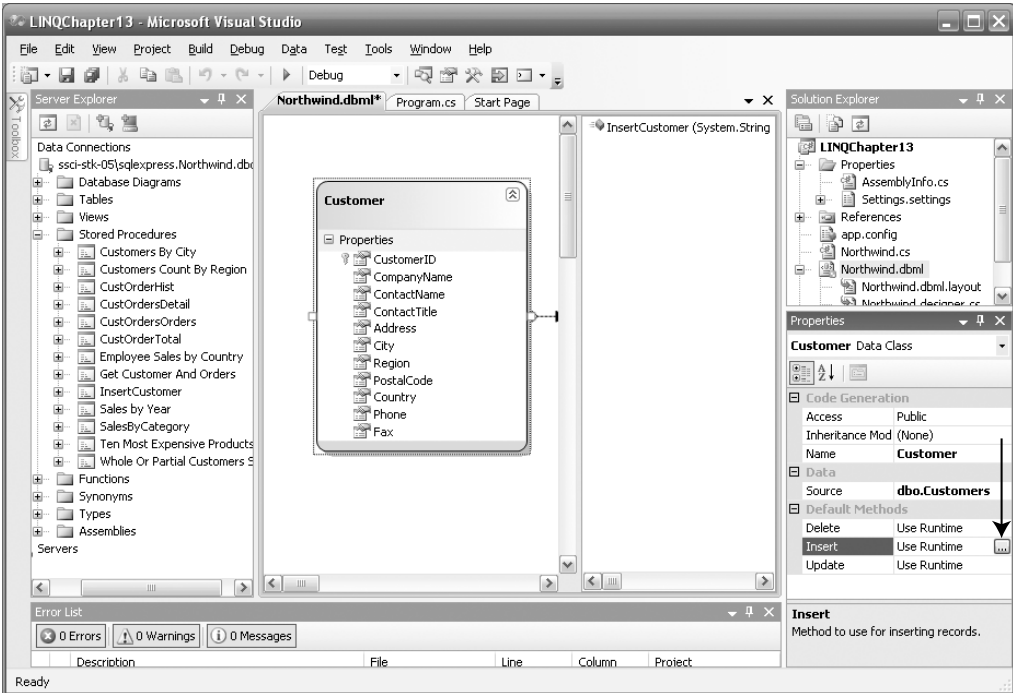 LINQChapter13 - Microsoft Visual Studio
File Edit View Project Build Debug Data Test Tools Window Help
Debug
Toolbox
Server Explorer
Data Connections
ssci-stk-05\sqlexpress.Northwind.dbo
Database Diagrams
Tables
Views
Stored Procedures
Customers By City
Customers Count By Region
CustOrderHist
CustOrdersDetail
CustOrdersOrders
CustOrderTotal
Employee Sales by Country
Get Customer And Orders
InsertCustomer
Sales by Year
SalesByCategory
Ten Most Expensive Products
Whole Or Partial Customers S
Functions
Synonyms
Types
Assemblies
Servers
Northwind.dbml* Program.cs Start Page
Customer
Properties
CustomerID
CompanyName
ContactName
ContactTitle
Address
City
Region
PostalCode
Country
Phone
Fax
InsertCustomer (System.String
Solution Explorer
LINQChapter13
Properties
AssemblyInfo.cs
Settings.settings
References
app.config
Northwind.cs
Northwind.dbml
Northwind.dbml.layout
Northwind.designer.cs
Properties
Customer Data Class
Code Generation
Access Public
Inheritance Mod (None)
Name Customer
Data
Source dbo.Customers
Default Methods
Delete Use Runtime
Insert Use Runtime ...
Update Use Runtime
Insert
Method to use for inserting records.
Error List
0 Errors 0 Warnings 0 Messages
Description File Line Column Project
Ready